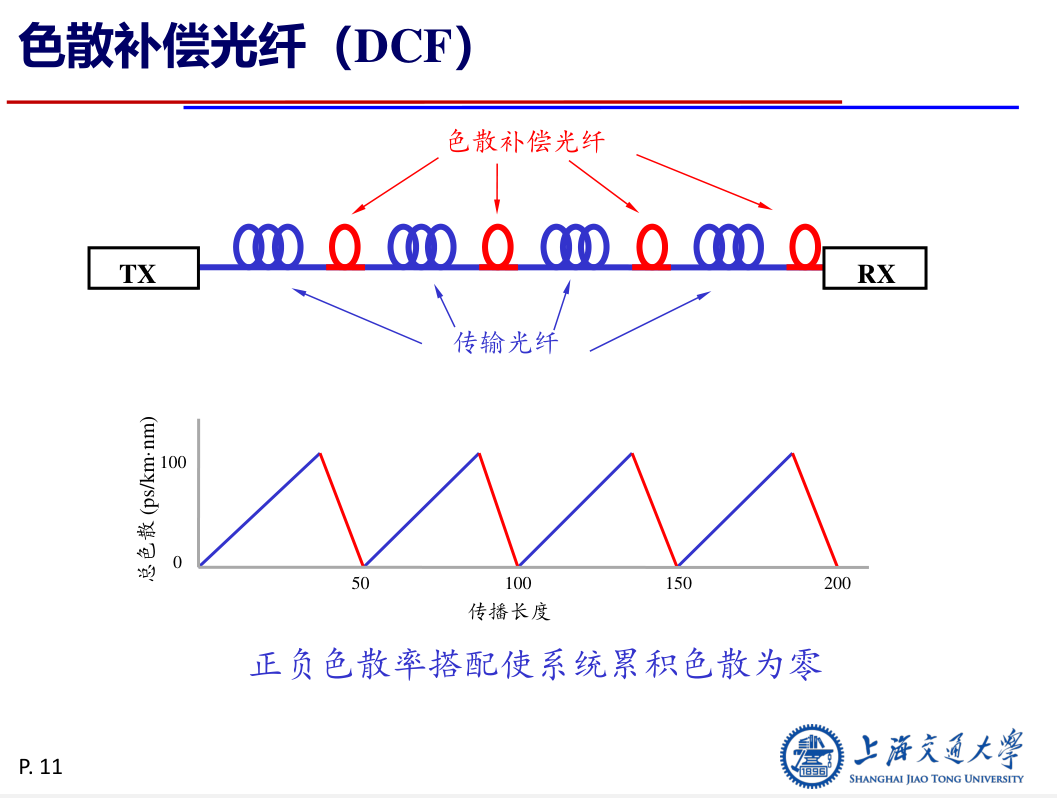 色散补偿光纤（DCF）
色散补偿光纤
TX
RX
传输光纤
总色散 (ps/km·nm)
100
0
50
100
150
200
传播长度
正负色散率搭配使系统累积色散为零
P. 11
1896
上海交通大学
SHANGHAI JIAO TONG UNIVERSITY